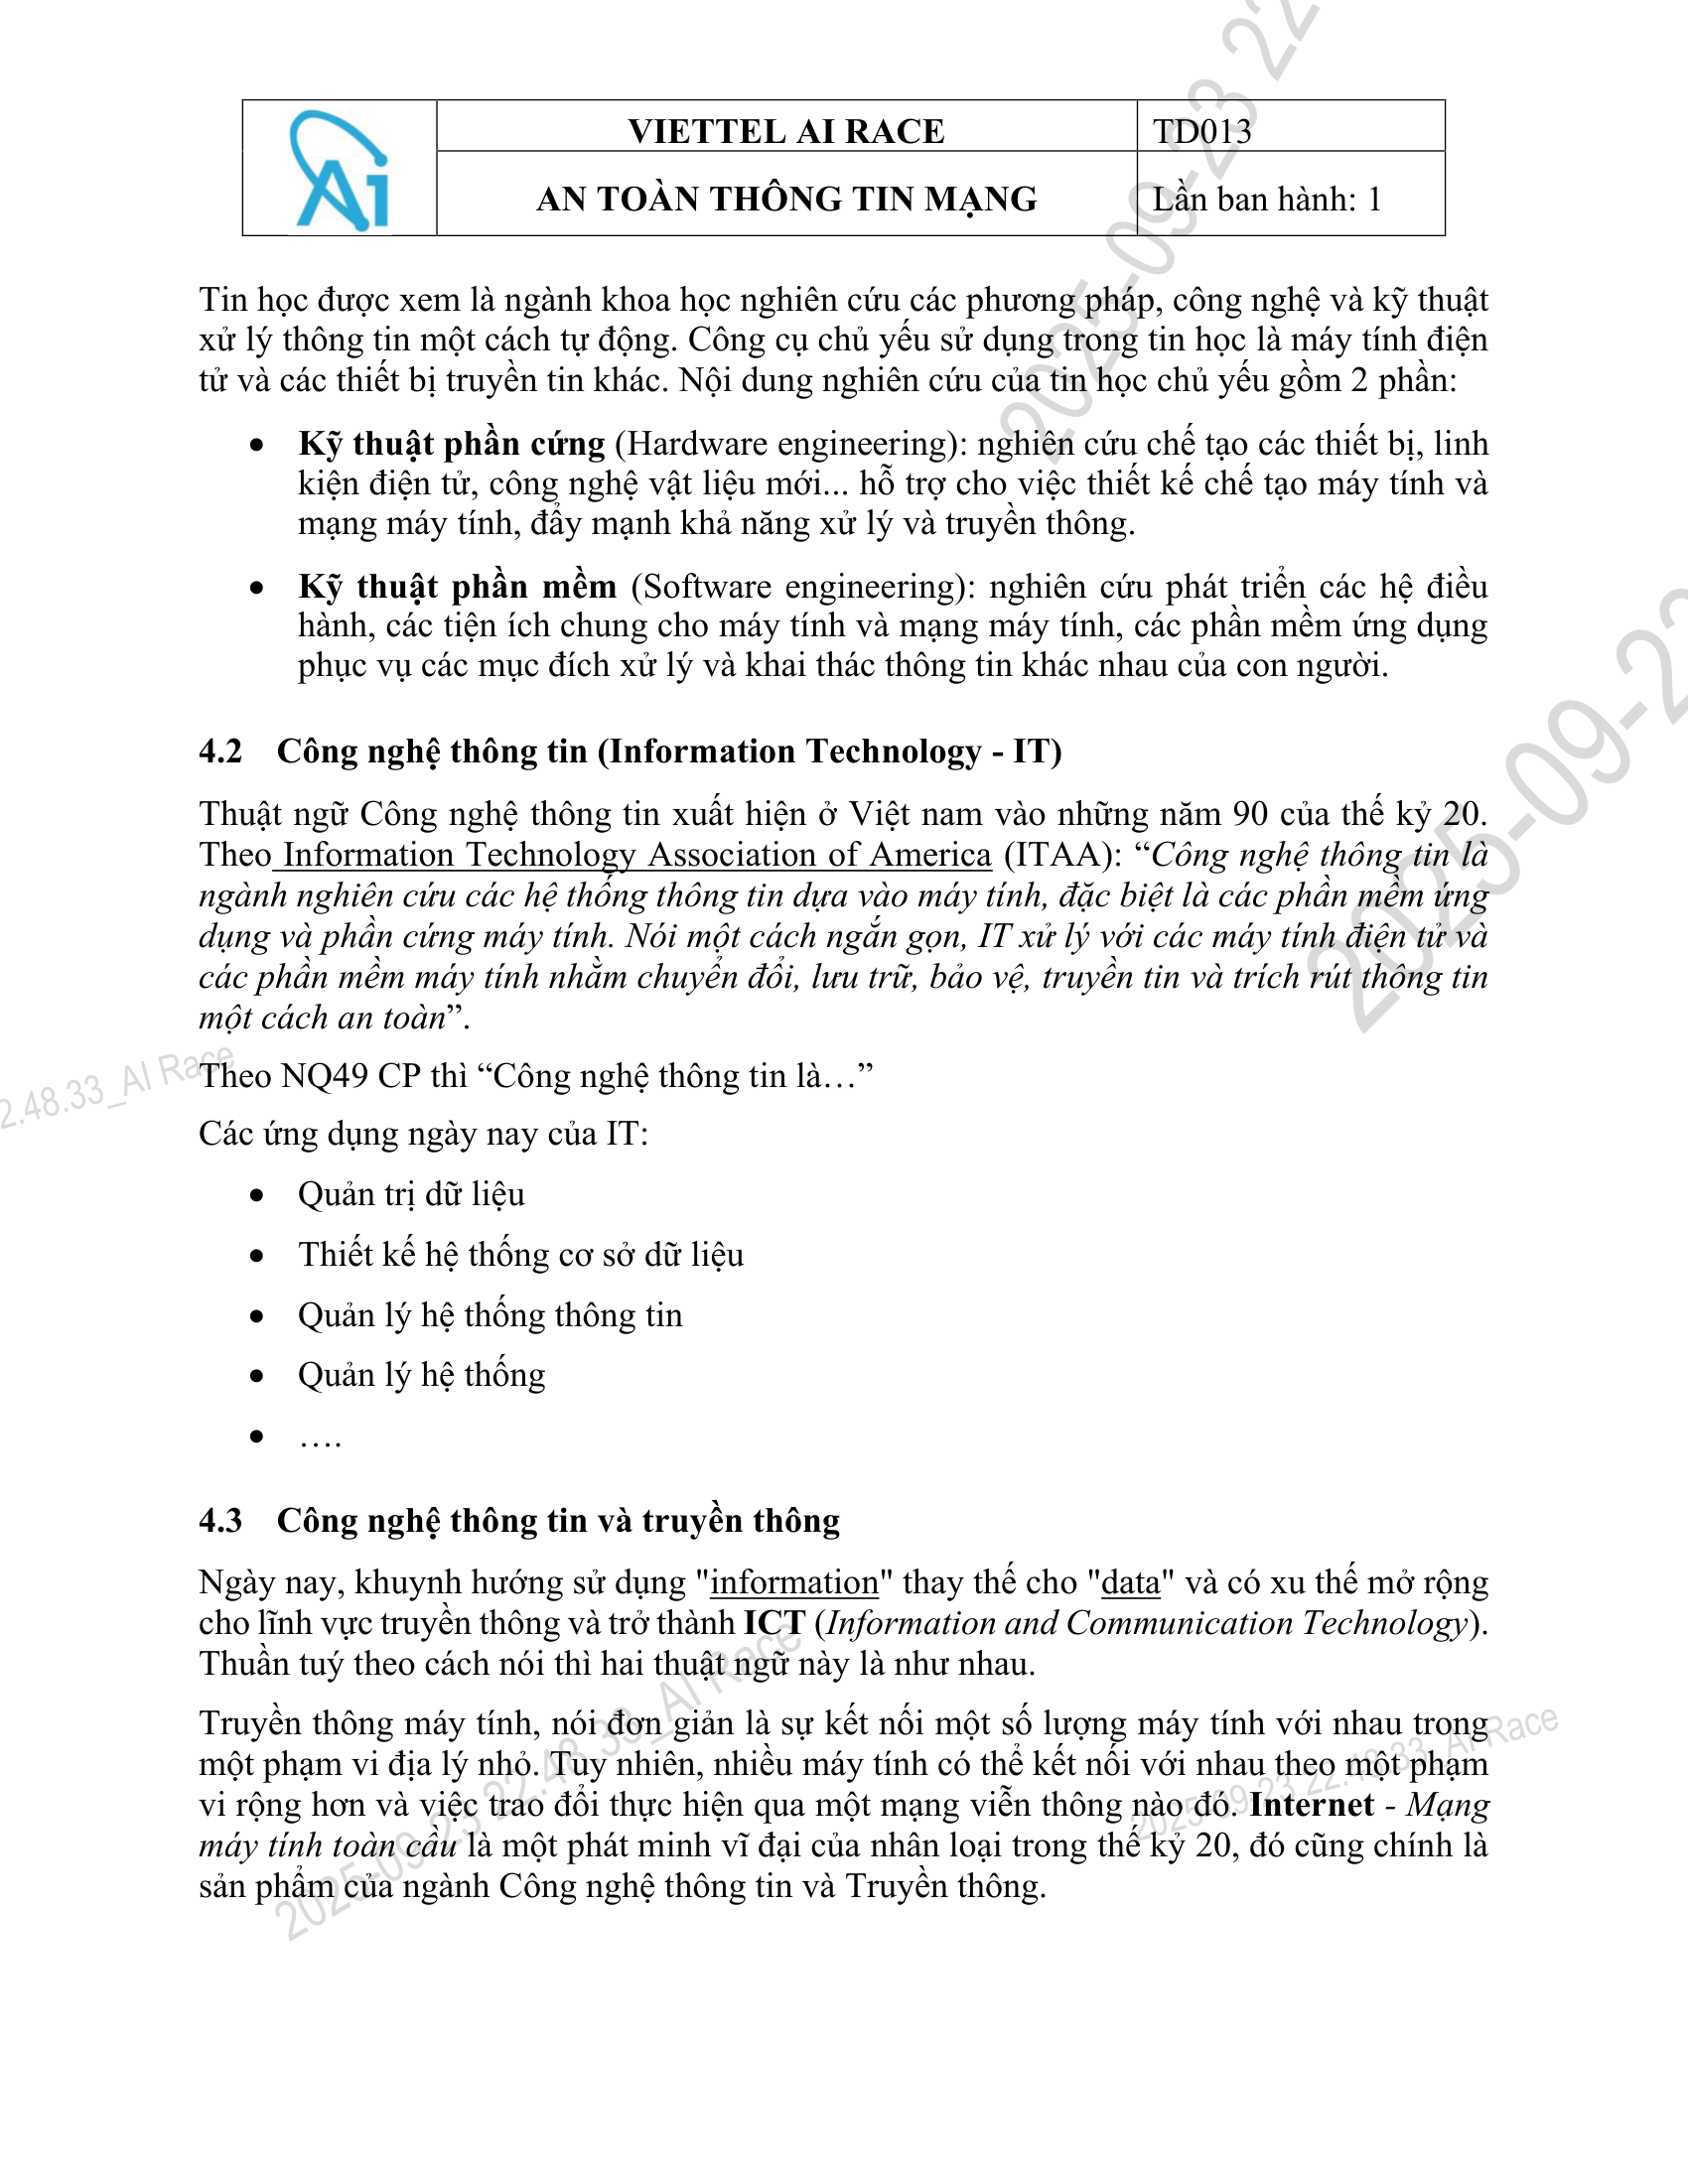 Ai
VIETTEL AI RACE
TD013
AN TOÀN THÔNG TIN MẠNG
Lần ban hành: 1
Tin học được xem là ngành khoa học nghiên cứu các phương pháp, công nghệ và kỹ thuật
xử lý thông tin một cách tự động. Công cụ chủ yếu sử dụng trong tin học là máy tính điện
tử và các thiết bị truyền tin khác. Nội dung nghiên cứu của tin học chủ yếu gồm 2 phần:
• Kỹ thuật phần cứng (Hardware engineering): nghiên cứu chế tạo các thiết bị, linh
kiện điện tử, công nghệ vật liệu mới... hỗ trợ cho việc thiết kế chế tạo máy tính và
mạng máy tính, đẩy mạnh khả năng xử lý và truyền thông.
• Kỹ thuật phần mềm (Software engineering): nghiên cứu phát triển các hệ điều
hành, các tiện ích chung cho máy tính và mạng máy tính, các phần mềm ứng dụng
phục vụ các mục đích xử lý và khai thác thông tin khác nhau của con người.
4.2 Công nghệ thông tin (Information Technology - IT)
Thuật ngữ Công nghệ thông tin xuất hiện ở Việt nam vào những năm 90 của thế kỷ 20.
Theo Information Technology Association of America (ITAA): “Công nghệ thông tin là
ngành nghiên cứu các hệ thống thông tin dựa vào máy tính, đặc biệt là các phần mềm ứng
dụng và phần cứng máy tính. Nói một cách ngắn gọn, IT xử lý với các máy tính điện tử và
các phần mềm máy tính nhằm chuyển đổi, lưu trữ, bảo vệ, truyền tin và trích rút thông tin
một cách an toàn”.
Theo NQ49 CP thì “Công nghệ thông tin là…”
Các ứng dụng ngày nay của IT:
• Quản trị dữ liệu
• Thiết kế hệ thống cơ sở dữ liệu
• Quản lý hệ thống thông tin
• Quản lý hệ thống
• ….
4.3 Công nghệ thông tin và truyền thông
Ngày nay, khuynh hướng sử dụng "information" thay thế cho "data" và có xu thế mở rộng
cho lĩnh vực truyền thông và trở thành ICT (Information and Communication Technology).
Thuần tuý theo cách nói thì hai thuật ngữ này là như nhau.
Truyền thông máy tính, nói đơn giản là sự kết nối một số lượng máy tính với nhau trong
một phạm vi địa lý nhỏ. Tuy nhiên, nhiều máy tính có thể kết nối với nhau theo một phạm
vi rộng hơn và việc trao đổi thực hiện qua một mạng viễn thông nào đó. Internet - Mạng
máy tính toàn cầu là một phát minh vĩ đại của nhân loại trong thế kỷ 20, đó cũng chính là
sản phẩm của ngành Công nghệ thông tin và Truyền thông.
2025-09-23 22
2025-09-23
2.48.33_AI Race
2025-09-23 22.48.33_AI Race
2025-09-23 22.48.33_AI Race